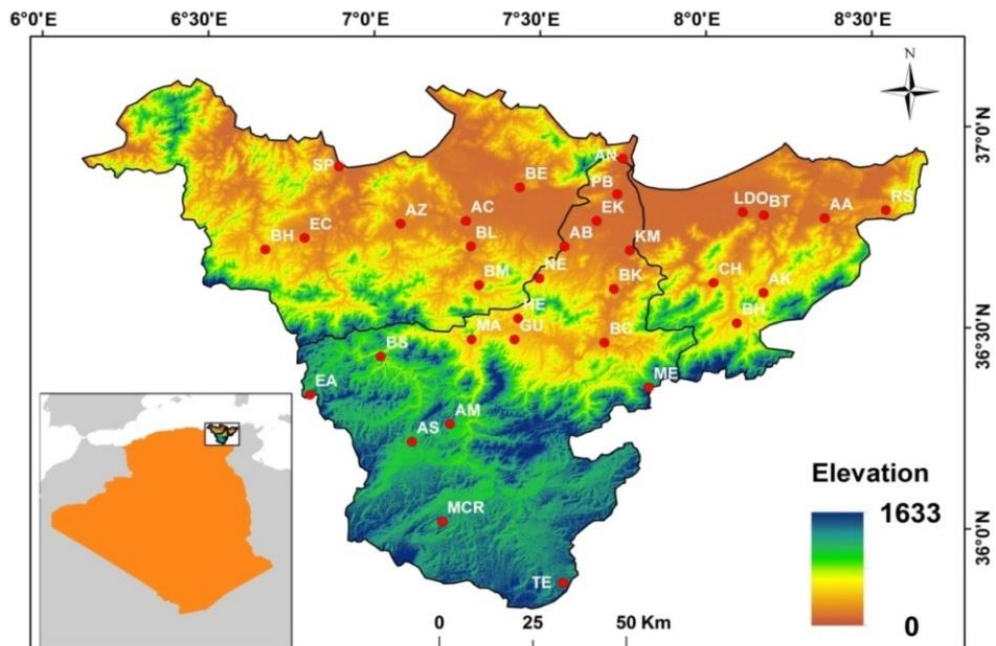 6°0'E 6°30'E 7°0'E 7°30'E 8°0'E 8°30'E
N
37°0'N
AN
SP
BE
PB
RS
LDO BT
AA
EK
AC
AZ
EC
AB
KM
BL
BH
NE
BM
CH
BK
AK
HE
BH
MA GU
BC
BS
ME
EA
AM
AS
MCR
TE
36°30'N
36°0'N
Elevation
1633
0
0 25 50 Km